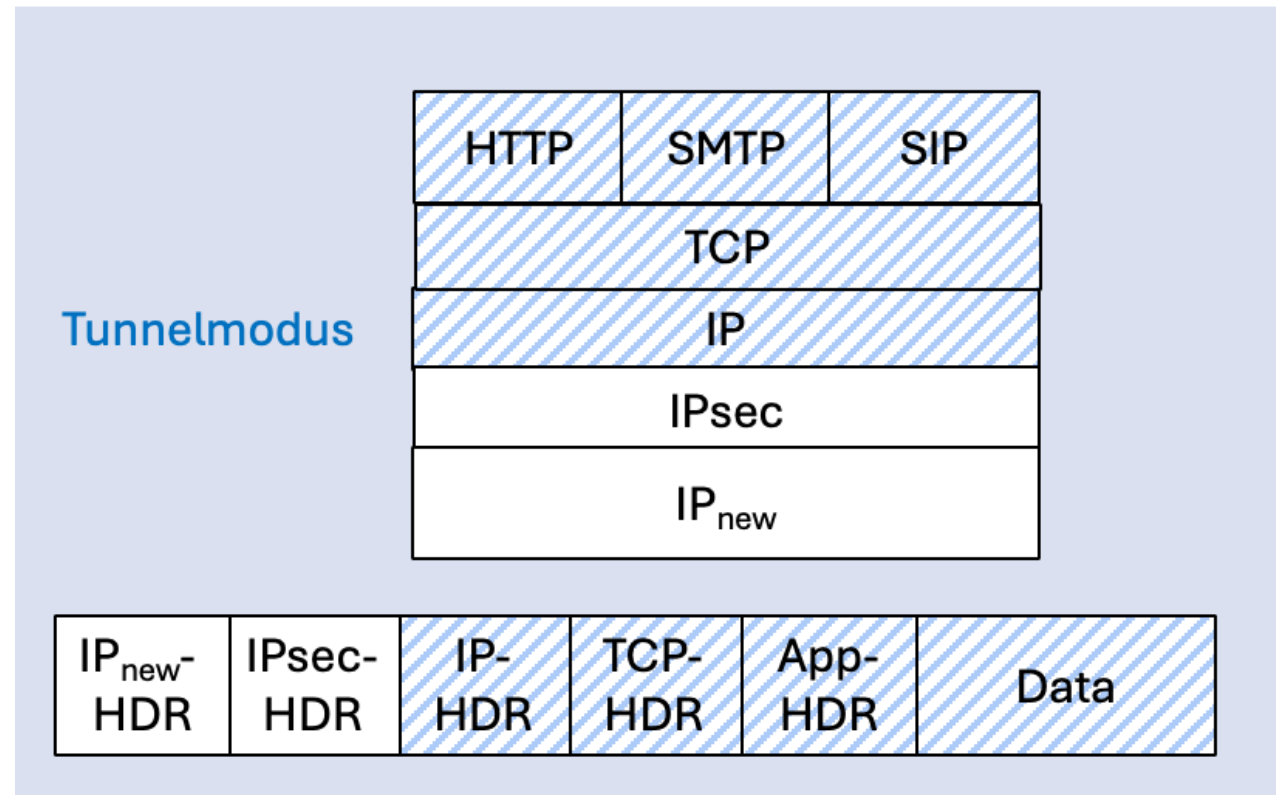 HTTP SMTP SIP
TCP
Tunnelmodus
IP
IPsec
IPnew
IPnew- IPsec- IP- TCP- App- Data
HDR HDR HDR HDR HDR